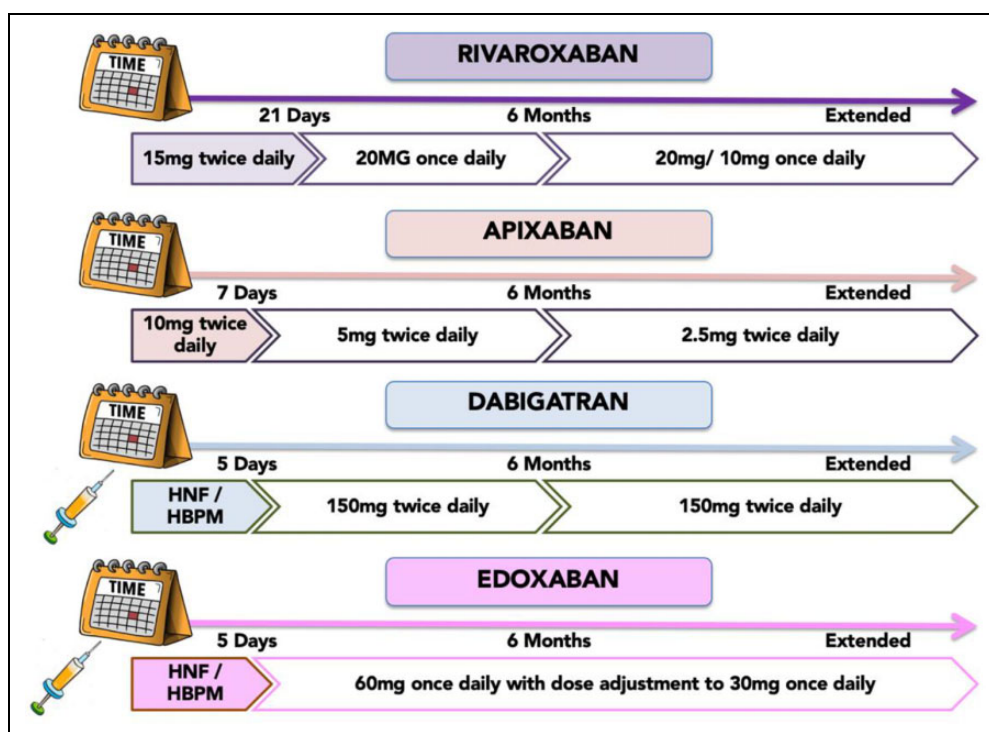 RIVAROXABAN
TIME
21 Days 6 Months Extended
15mg twice daily 20MG once daily 20mg/ 10mg once daily
APIXABAN
TIME
7 Days 6 Months Extended
10mg twice
daily
5mg twice daily 2.5mg twice daily
DABIGATRAN
TIME
5 Days 6 Months Extended
HNF /
HBPM
150mg twice daily 150mg twice daily
EDOXABAN
TIME
5 Days 6 Months Extended
HNF /
HBPM
60mg once daily with dose adjustment to 30mg once daily